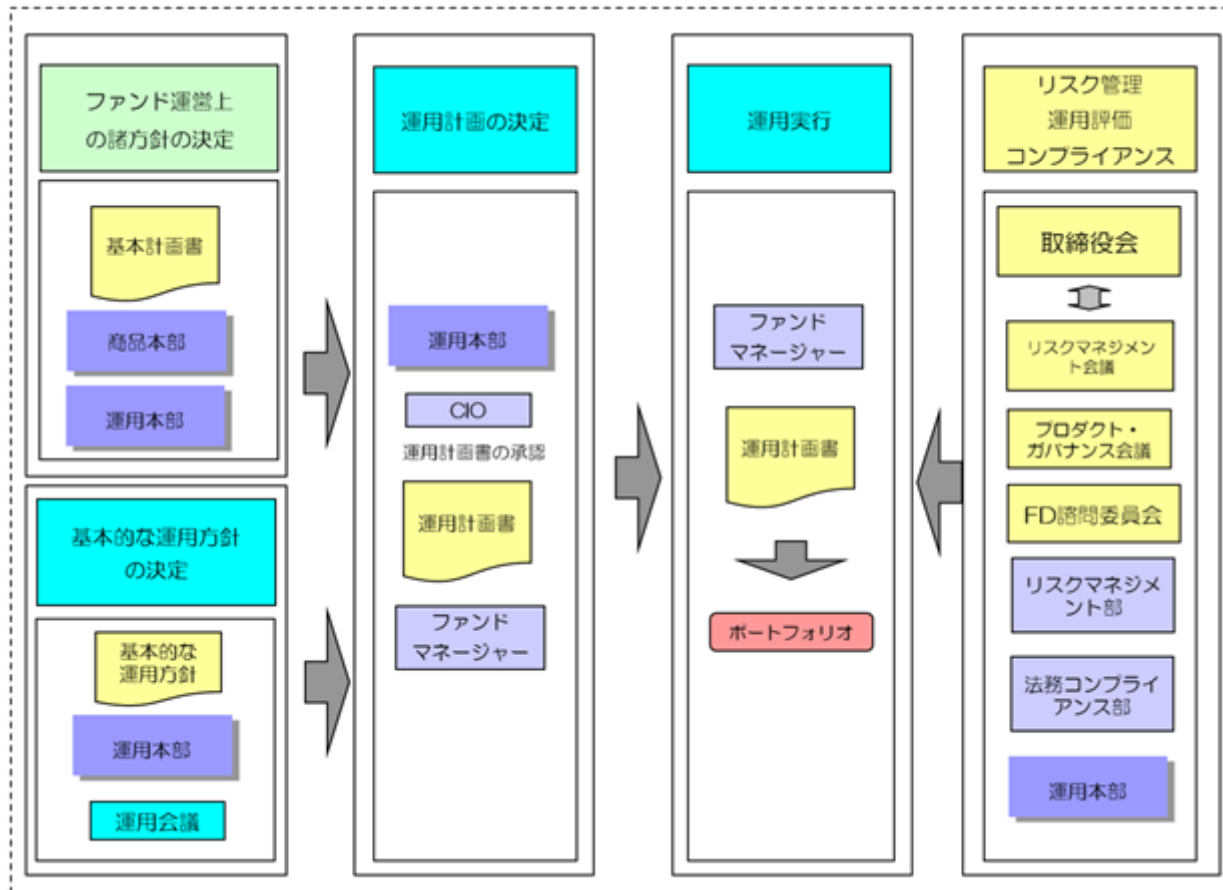 ファンド運営上
の諸方針の決定
基本計画書
商品本部
運用本部
基本的な運用方針
の決定
基本的な
運用方針
運用本部
運用会議
運用計画の決定
運用本部
CIO
運用計画書の承認
運用計画書
ファンド
マネージャー
運用実行
ファンド
マネージャー
運用計画書
ポートフォリオ
リスク管理
運用評価
コンプライアンス
取締役会
リスクマネジメン
ト会議
プロダクト・
ガバナンス会議
FD諮問委員会
リスクマネジメ
ント部
法務コンプライ
アンス部
運用本部